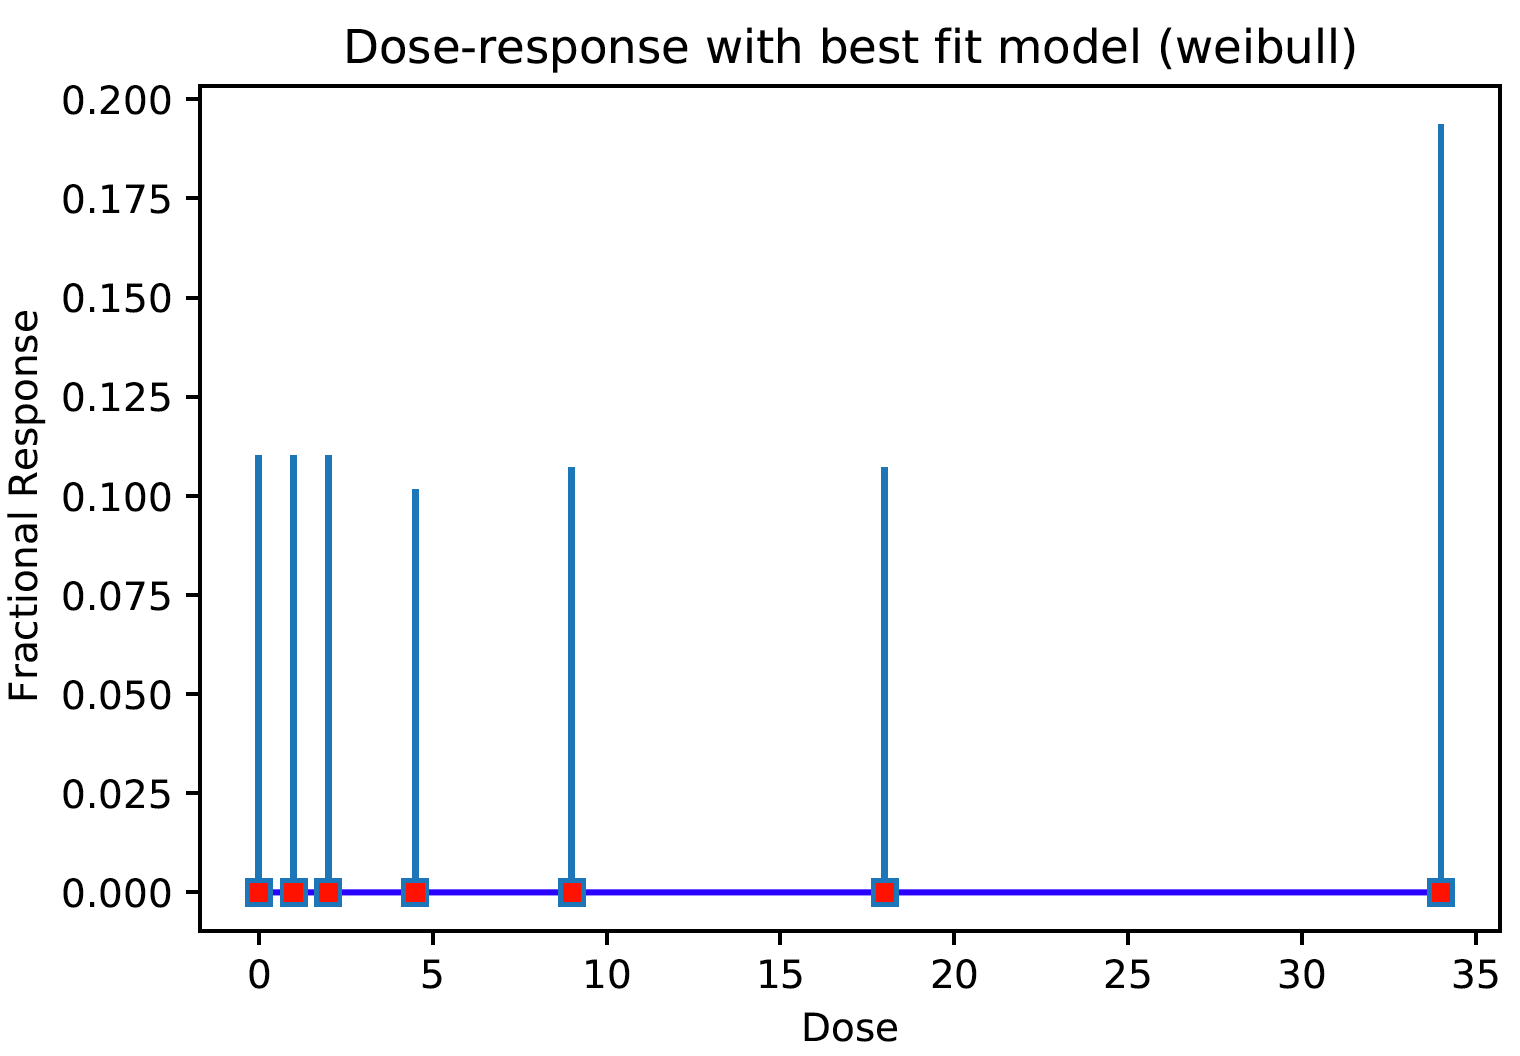 Dose-response with best fit model (weibull)
0.200
0.175
0.150
0.125
0.100
0.075
0.050
0.025
0.000
Fractional Response
0 5 10 15 20 25 30 35
Dose